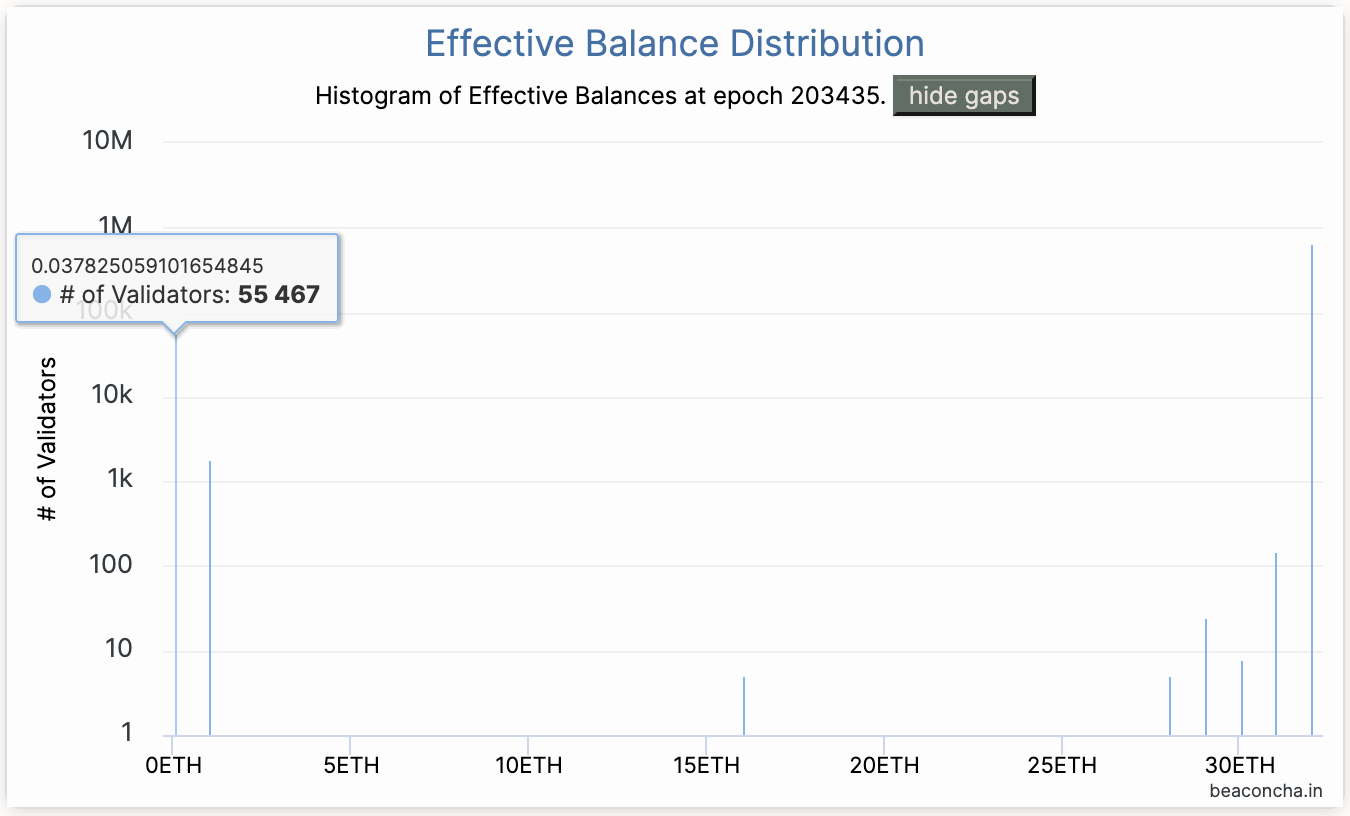 Effective Balance Distribution
Histogram of Effective Balances at epoch 203435. hide gaps
10M
1M
0.037825059101654845
# of Validators: 55 467
100k
10k
1k
100
10
1
# of Validators
0ETH 5ETH 10ETH 15ETH 20ETH 25ETH 30ETH
beaconcha.in